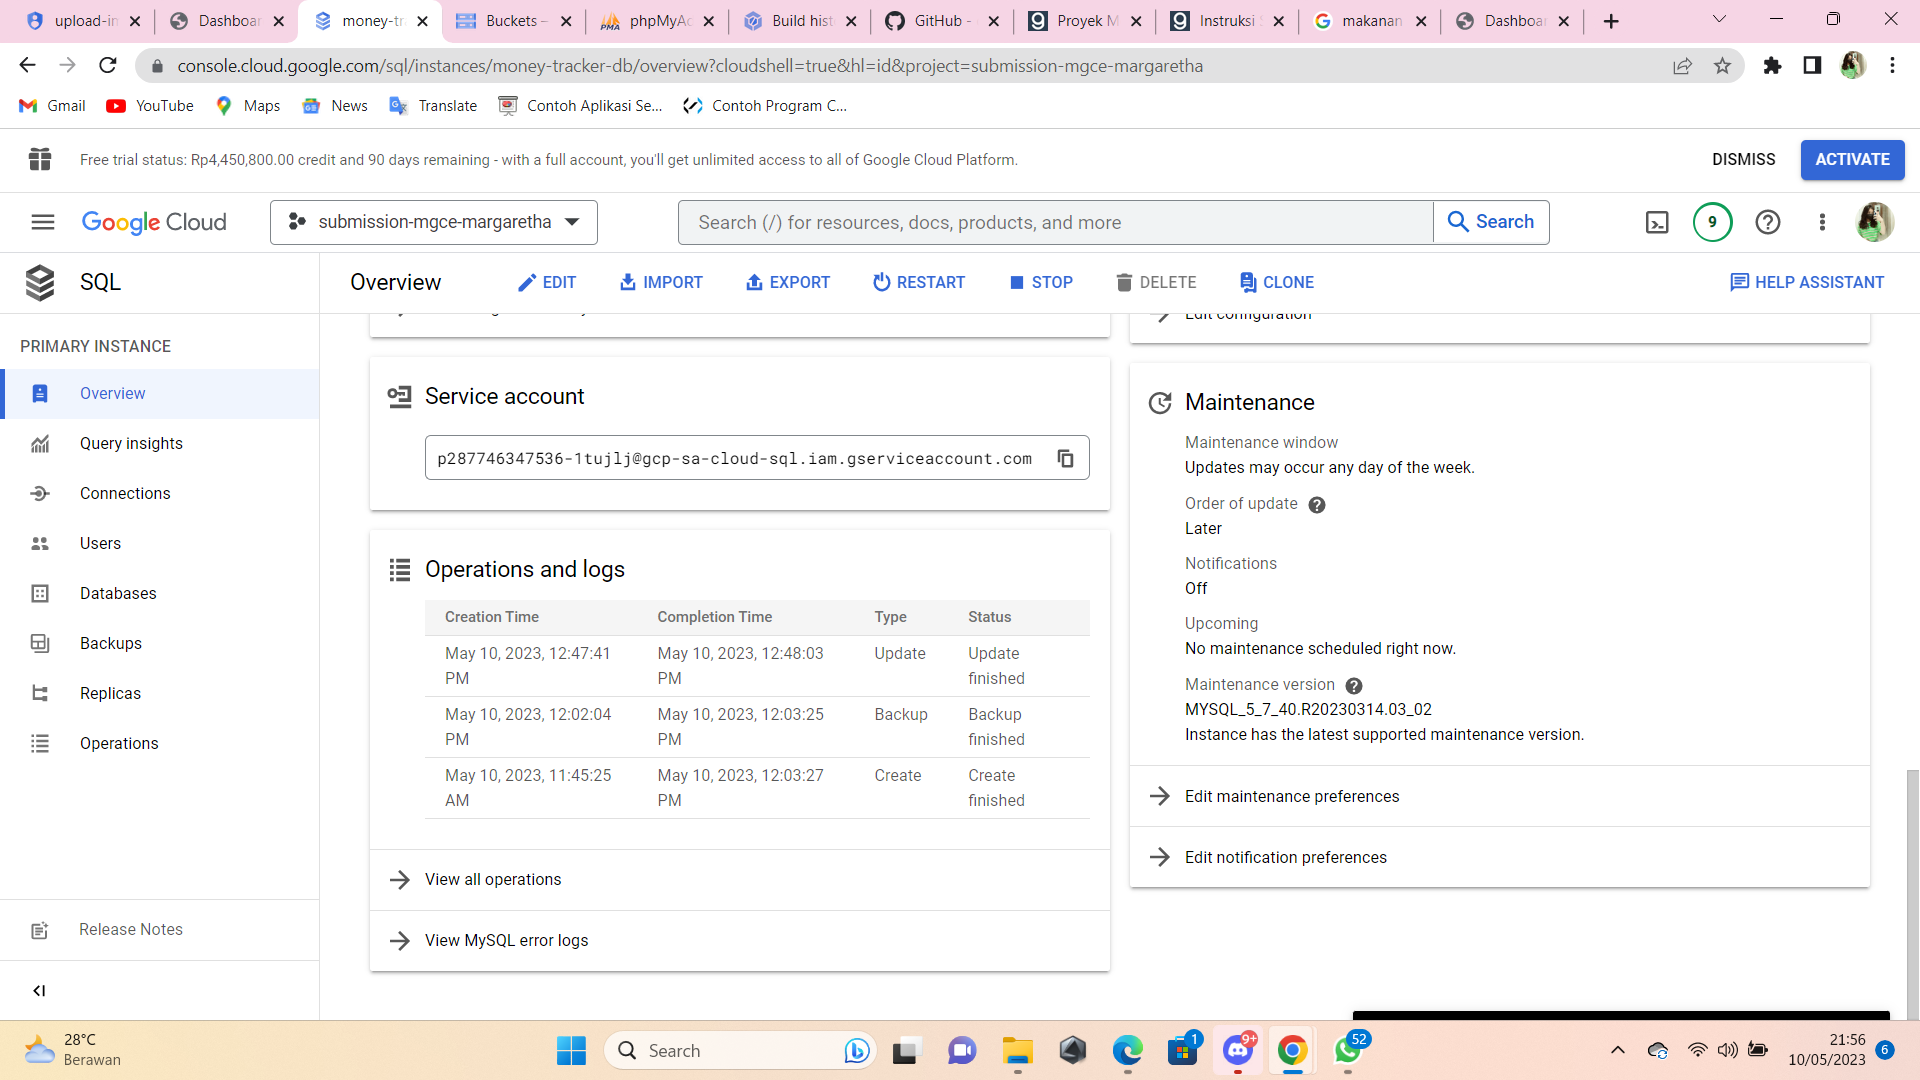 upload-in
Dashboar
money-tr
Buckets –
phpMyAd
Build hist
GitHub -
Proyek M
Instruksi S
makanan
Dashboar
console.cloud.google.com/sql/instances/money-tracker-db/overview?cloudshell=true&hl=id&project=submission-mgce-margaretha
Gmail
YouTube
Maps
News
Translate
Contoh Aplikasi Se...
Contoh Program C...
Free trial status: Rp4,450,800.00 credit and 90 days remaining - with a full account, you'll get unlimited access to all of Google Cloud Platform.
DISMISS
ACTIVATE
Google Cloud
submission-mgce-margaretha
Search (/) for resources, docs, products, and more
Search
9
SQL
Overview
EDIT
IMPORT
EXPORT
RESTART
STOP
DELETE
CLONE
HELP ASSISTANT
PRIMARY INSTANCE
Overview
Query insights
Connections
Users
Databases
Backups
Replicas
Operations
Release Notes
Edit configuration
Service account
p287746347536-1tujlj@gcp-sa-cloud-sql.iam.gserviceaccount.com
Operations and logs
Creation Time Completion Time Type Status
May 10, 2023, 12:47:41 PM May 10, 2023, 12:48:03 PM Update Update finished
May 10, 2023, 12:02:04 PM May 10, 2023, 12:03:25 PM Backup Backup finished
May 10, 2023, 11:45:25 AM May 10, 2023, 12:03:27 PM Create Create finished
View all operations
View MySQL error logs
Maintenance
Maintenance window
Updates may occur any day of the week.
Order of update
Later
Notifications
Off
Upcoming
No maintenance scheduled right now.
Maintenance version
MYSQL_5_7_40.R20230314.03_02
Instance has the latest supported maintenance version.
Edit maintenance preferences
Edit notification preferences
28°C
Berawan
Search
1
9+
52
21:56
10/05/2023
6